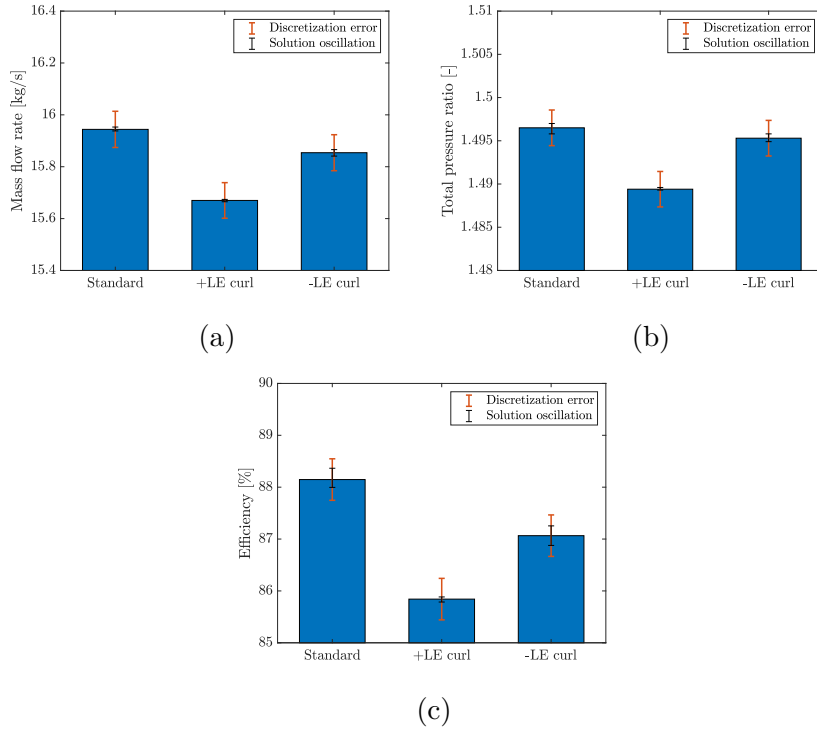 16.4
16.2
16
15.8
15.6
15.4
Mass flow rate [kg/s]
Discretization error
Solution oscillation
Standard
+LE curl
-LE curl
(a)
1.51
1.505
1.5
1.495
1.490
1.485
1.48
Total pressure ratio [-]
Discretization error
Solution oscillation
Standard
+LE curl
-LE curl
(b)
90
89
88
87
86
85
Efficiency [%]
Discretization error
Solution oscillation
Standard
+LE curl
-LE curl
(c)